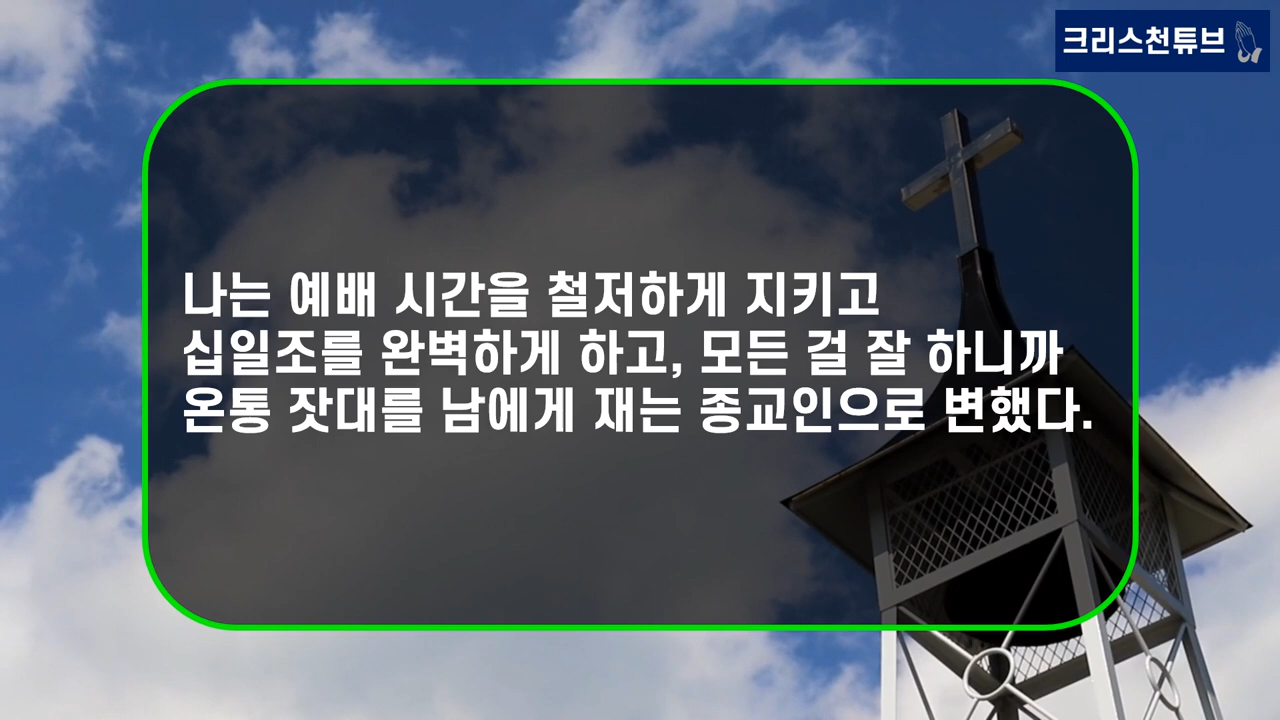 크리스천튜브
나는 예배 시간을 철저하게 지키고
십일조를 완벽하게 하고, 모든 걸 잘 하니까
온통 잣대를 남에게 재는 종교인으로 변했다.